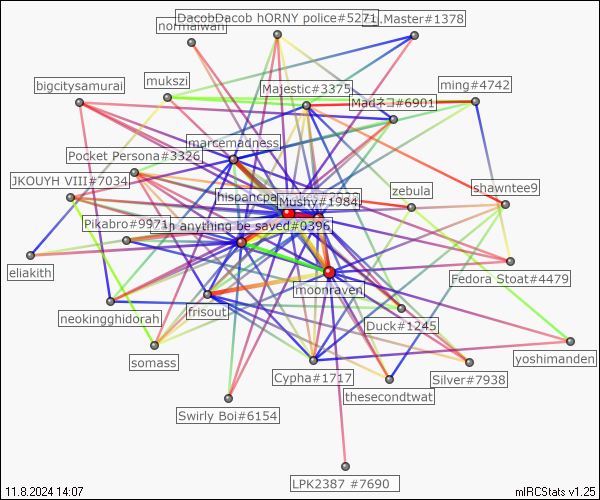 DacobDacob hORNY police#5271
.Master#1378
normalwan
mukszi
bigcitysamurai
Majestic#3375
ming#4742
Madネコ#6901
marcemadness
Pocket Persona#3326
JKOUYH VIII#7034
zebula
shawntee9
Mushy#1984
Pikabro#9971
n anything be saved#0396
eliakith
Fedora Stoat#4479
moonraven
neokingghidorah
frisout
Duck#1245
somass
yoshimanden
Cypha#1717
Silver#7938
thesecondtwat
Swirly Boi#6154
LPK2387 #7690
11.8.2024 14:07
mIRCStats v1.25